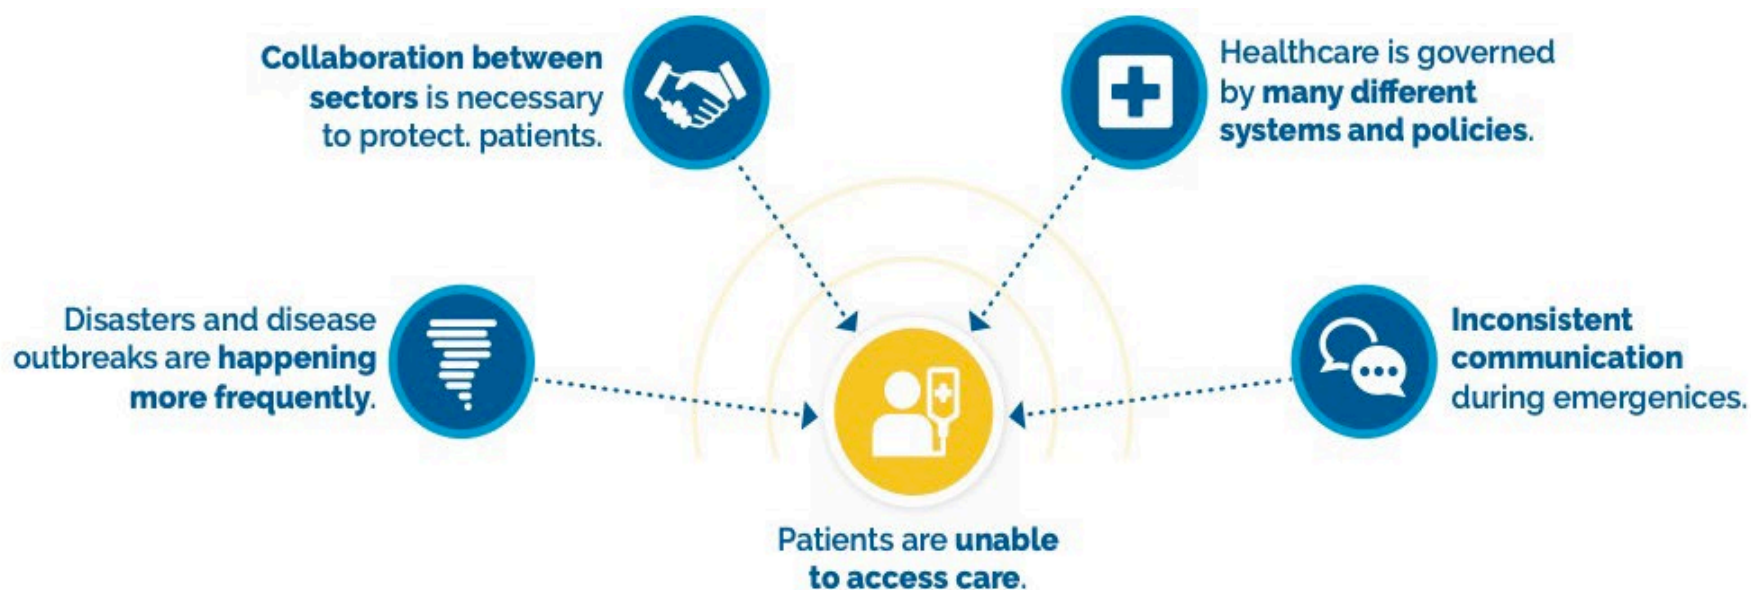 Collaboration between
sectors is necessary
to protect. patients.
Healthcare is governed
by many different
systems and policies.
Disasters and disease
outbreaks are happening
more frequently.
Inconsistent
communication
during emergenices.
Patients are unable
to access care.